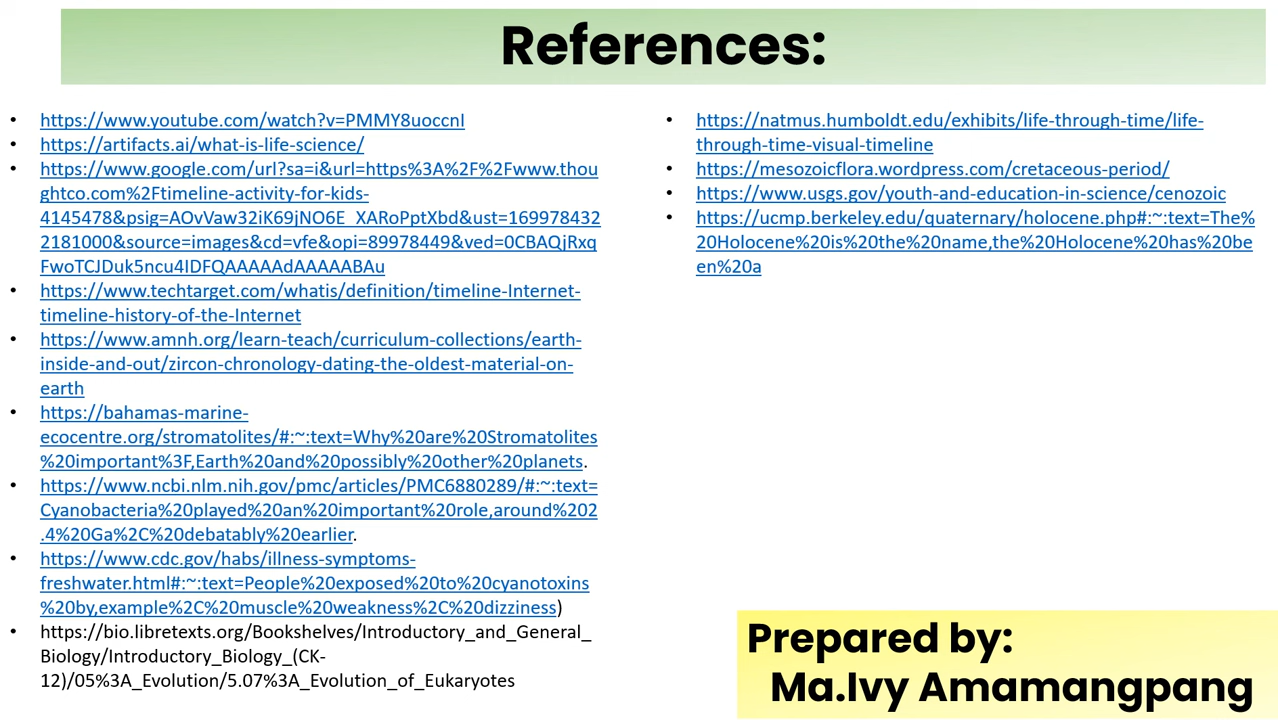 References:
• https://www.youtube.com/watch?v=PMMY8uoccnI
• https://artifacts.ai/what-is-life-science/
• https://www.google.com/url?sa=i&url=https%3A%2F%2Fwww.thou
ghtco.com%2Ftimeline-activity-for-kids-
4145478&psig=AOvVaw32iK69jNO6E_XARoPptXbd&ust=169978432
2181000&source=images&cd=vfe&opi=89978449&ved=0CBAQjRxq
FwoTCJDuk5ncu4IDFQAAAAAdAAAAABAu
• https://www.techtarget.com/whatis/definition/timeline-Internet-
timeline-history-of-the-Internet
• https://www.amnh.org/learn-teach/curriculum-collections/earth-
inside-and-out/zircon-chronology-dating-the-oldest-material-on-
earth
• https://bahamas-marine-
ecocentre.org/stromatolites/#:~:text=Why%20are%20Stromatolites
%20important%3F,Earth%20and%20possibly%20other%20planets.
• https://www.ncbi.nlm.nih.gov/pmc/articles/PMC6880289/#:~:text=
Cyanobacteria%20played%20an%20important%20role,around%202
.4%20Ga%2C%20debatably%20earlier.
• https://www.cdc.gov/habs/illness-symptoms-
freshwater.html#:~:text=People%20exposed%20to%20cyanotoxins
%20by,example%2C%20muscle%20weakness%2C%20dizziness)
• https://bio.libretexts.org/Bookshelves/Introductory_and_General_
Biology/Introductory_Biology_(CK-
12)/05%3A_Evolution/5.07%3A_Evolution_of_Eukaryotes
• https://natmus.humboldt.edu/exhibits/life-through-time/life-
through-time-visual-timeline
• https://mesozoicflora.wordpress.com/cretaceous-period/
• https://www.usgs.gov/youth-and-education-in-science/cenozoic
• https://ucmp.berkeley.edu/quaternary/holocene.php#:~:text=The%
20Holocene%20is%20the%20name,the%20Holocene%20has%20be
en%20a
Prepared by:
Ma.Ivy Amamangpang